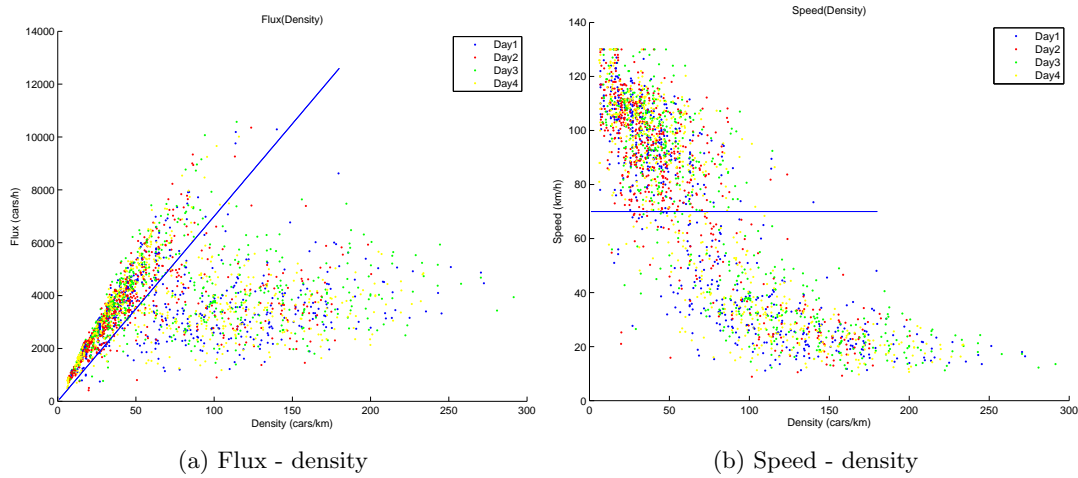 Flux(Density)
14000
12000
10000
8000
6000
4000
2000
0
Flux (cars/h)
0 50 100 150 200 250 300
Density (cars/km)
Day1
Day2
Day3
Day4
(a) Flux - density
Speed(Density)
140
120
100
80
60
40
20
0
Speed (km/h)
0 50 100 150 200 250 300
Density (cars/km)
Day1
Day2
Day3
Day4
(b) Speed - density